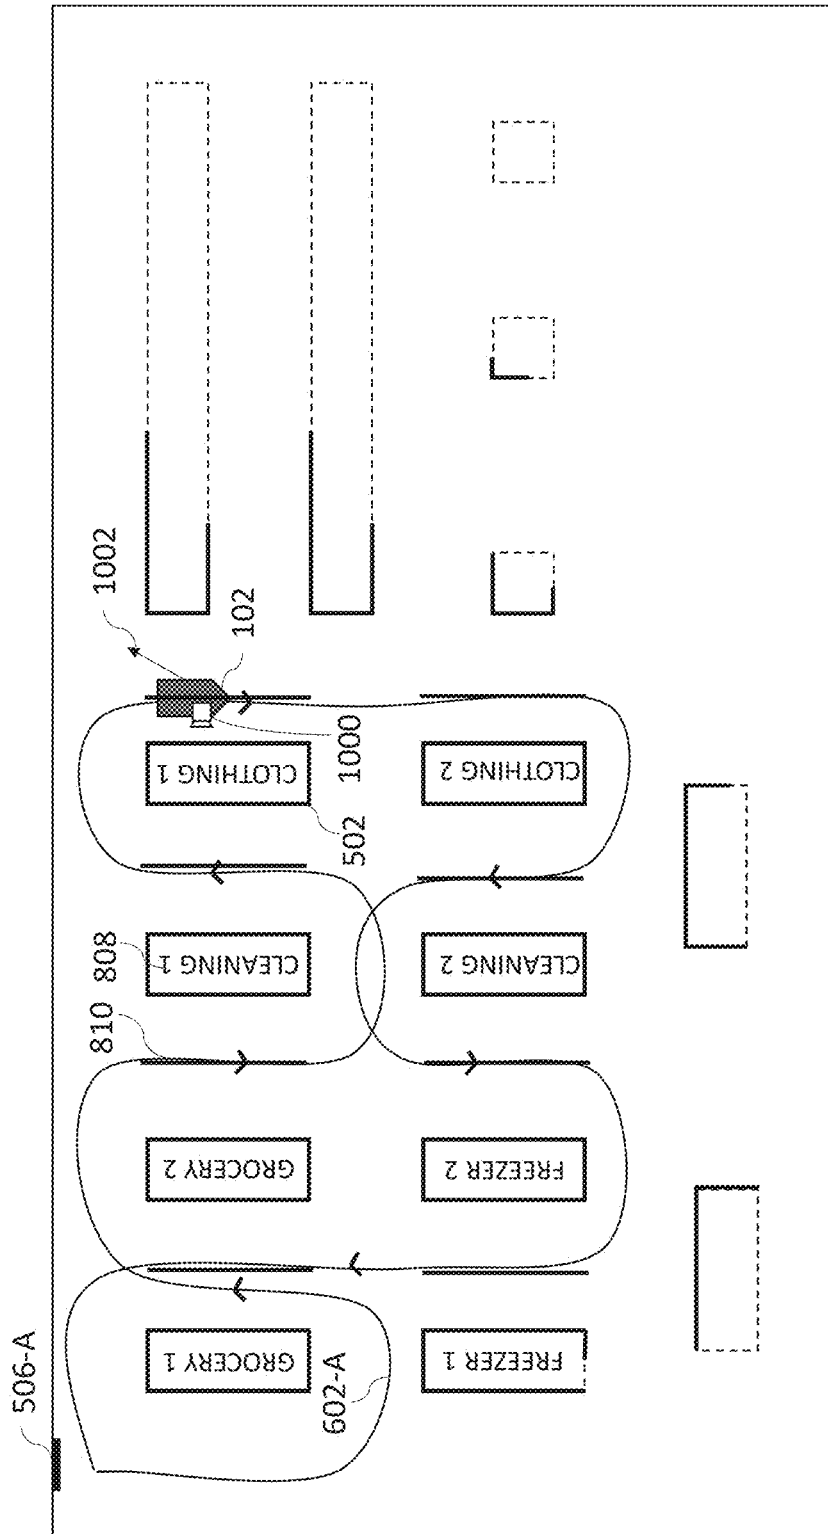 506-A
GROCERY 1
GROCERY 2
CLEANING 1
CLOTHING 1
810
808
502
1000
102
1002
602-A
FREEZER 1
FREEZER 2
CLEANING 2
CLOTHING 2